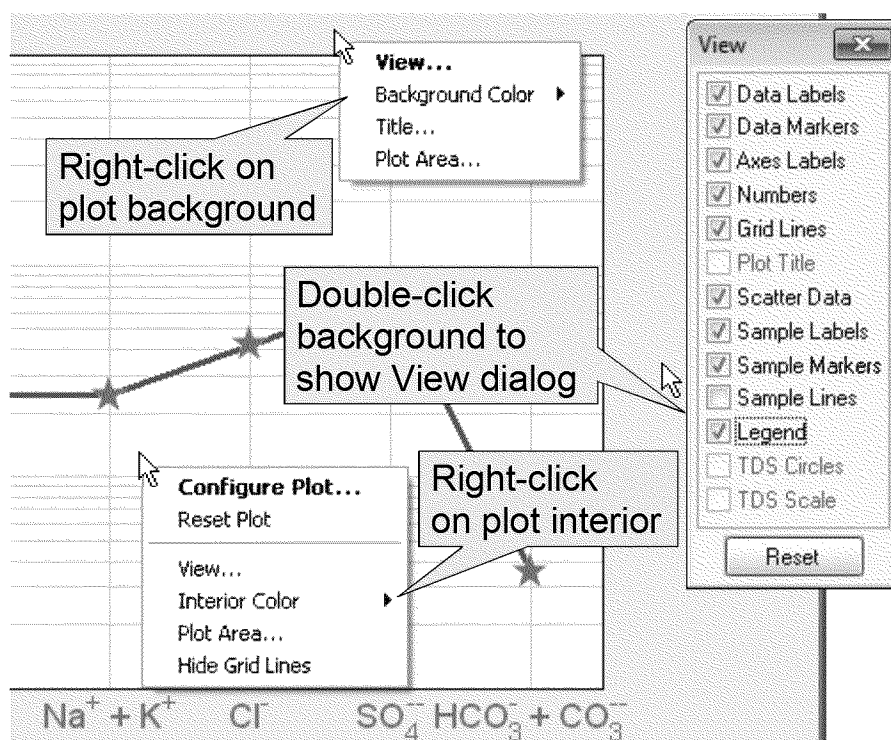 View...
Background Color
Title...
Plot Area...
Right-click on
plot background
Double-click
background to
show View dialog
Configure Plot...
Reset Plot
View...
Interior Color
Plot Area...
Hide Grid Lines
Right-click
on plot interior
Na⁺ + K⁺
Cl⁻
SO₄⁻⁻
HCO₃⁻ + CO₃⁻⁻
View
Data Labels
Data Markers
Axes Labels
Numbers
Grid Lines
Plot Title
Scatter Data
Sample Labels
Sample Markers
Sample Lines
Legend
TDS Circles
TDS Scale
Reset